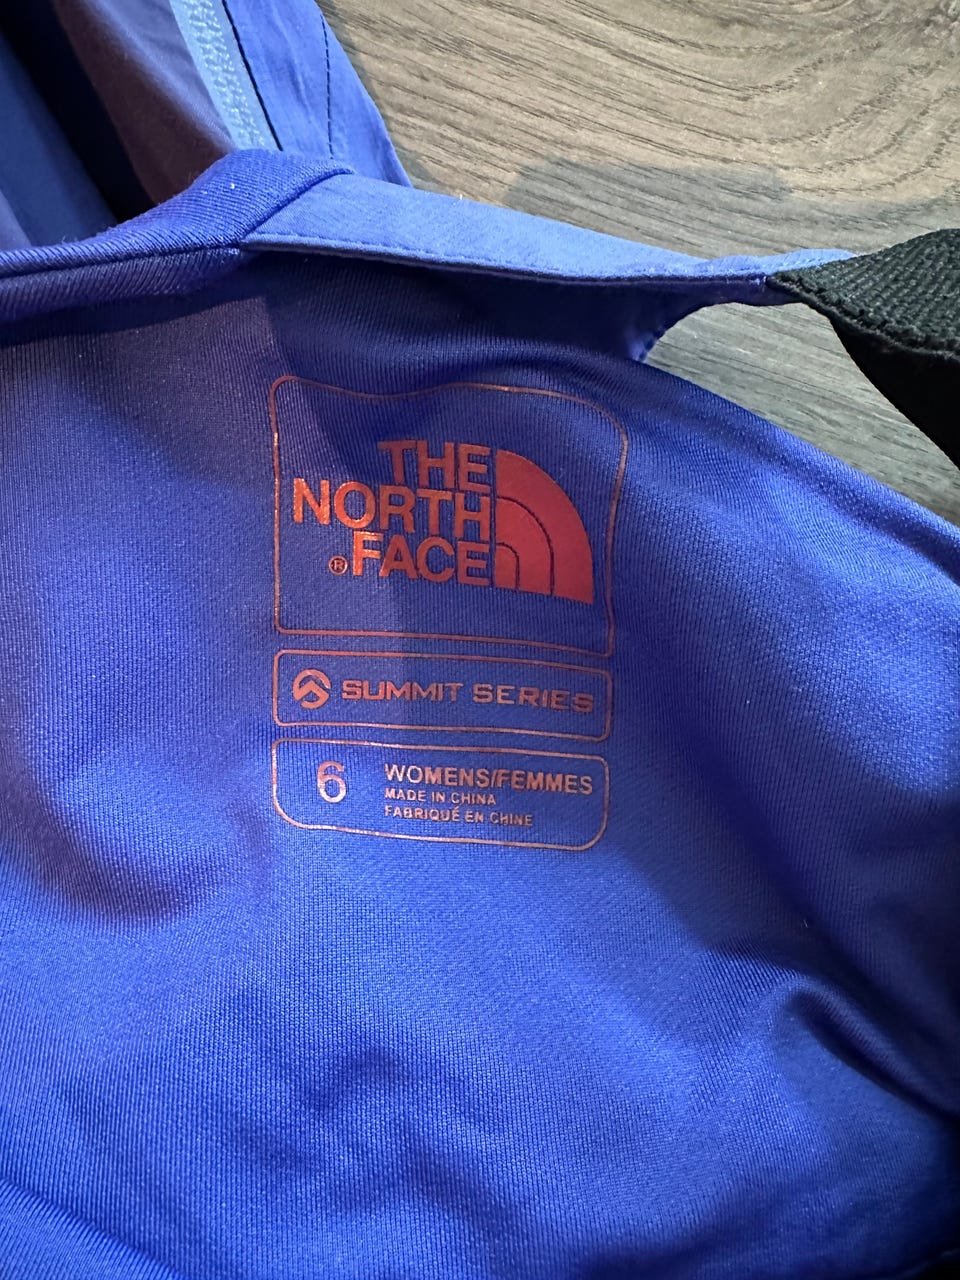 THE
NORTH
®FACE
SUMMIT SERIES
6 WOMENS/FEMMES
MADE IN CHINA
FABRIQUÉ EN CHINE